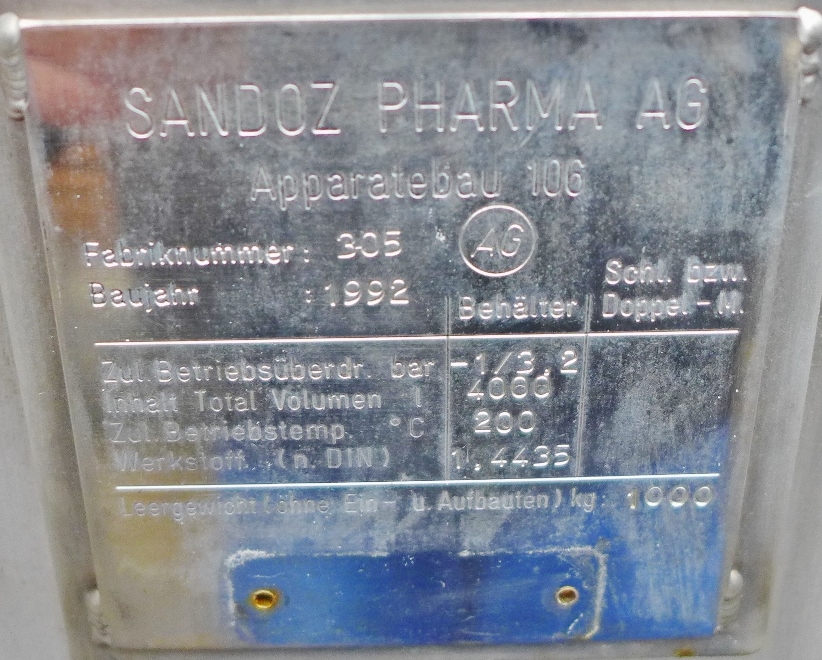 SANDOZ PHARMA AG
Apparatebau 106
Fabriknummer: 305 AG
Baujahr : 1992
Behälter
Schl. bzw.
Doppel-M.
Zul. Betriebsüberdr. bar -1/3,2
Inhalt Total Volumen l 4060
Zul. Betriebstemp. °C 200
Werkstoff (n. DIN) 1.4435
Leergewicht (ohne Ein- u. Aufbauten) kg: 1000